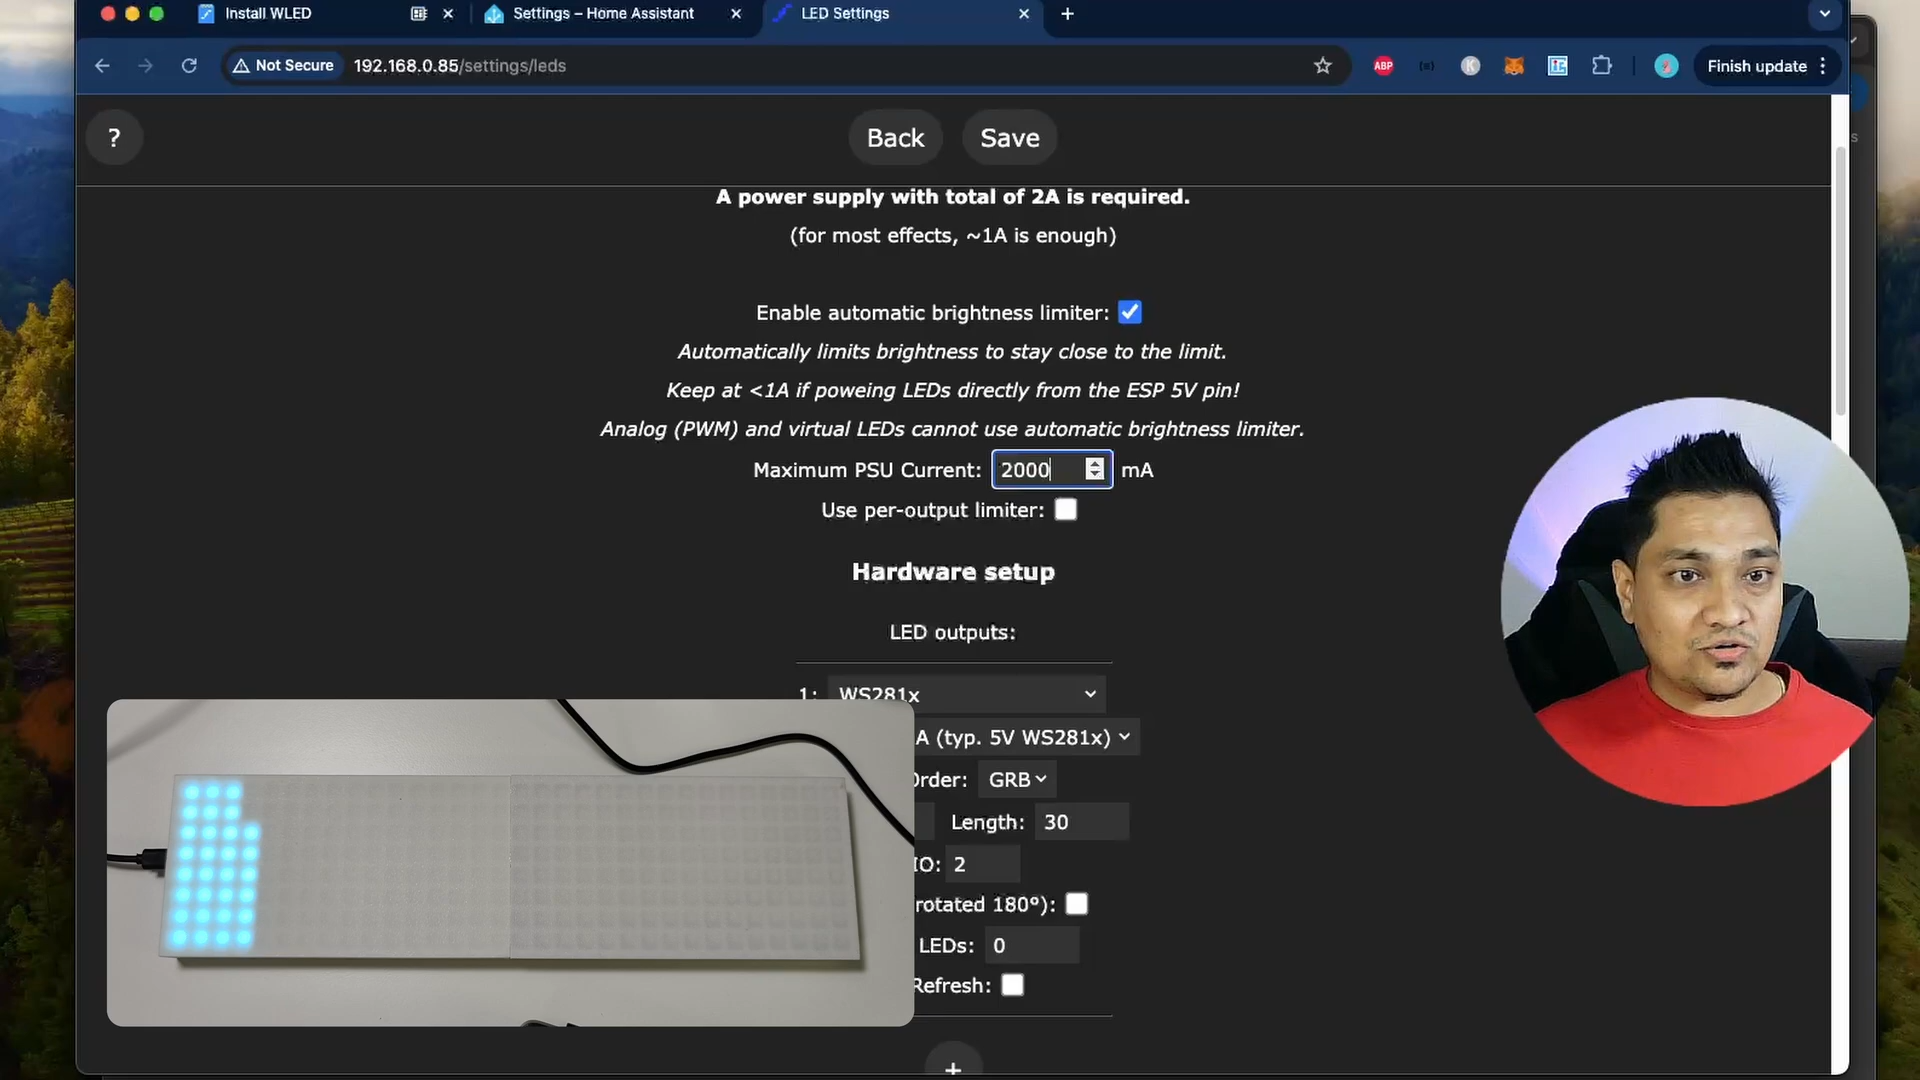 Install WLED
Settings – Home Assistant
LED Settings
Not Secure
192.168.0.85/settings/leds
ABP
K
Finish update
?
Back
Save
A power supply with total of 2A is required.
(for most effects, ~1A is enough)
Enable automatic brightness limiter:
Automatically limits brightness to stay close to the limit.
Keep at <1A if poweing LEDs directly from the ESP 5V pin!
Analog (PWM) and virtual LEDs cannot use automatic brightness limiter.
Maximum PSU Current: 2000 mA
Use per-output limiter:
Hardware setup
LED outputs:
1: WS281x
A (typ. 5V WS281x)
Order: GRB
Length: 30
IO: 2
rotated 180°):
LEDs: 0
Refresh:
+